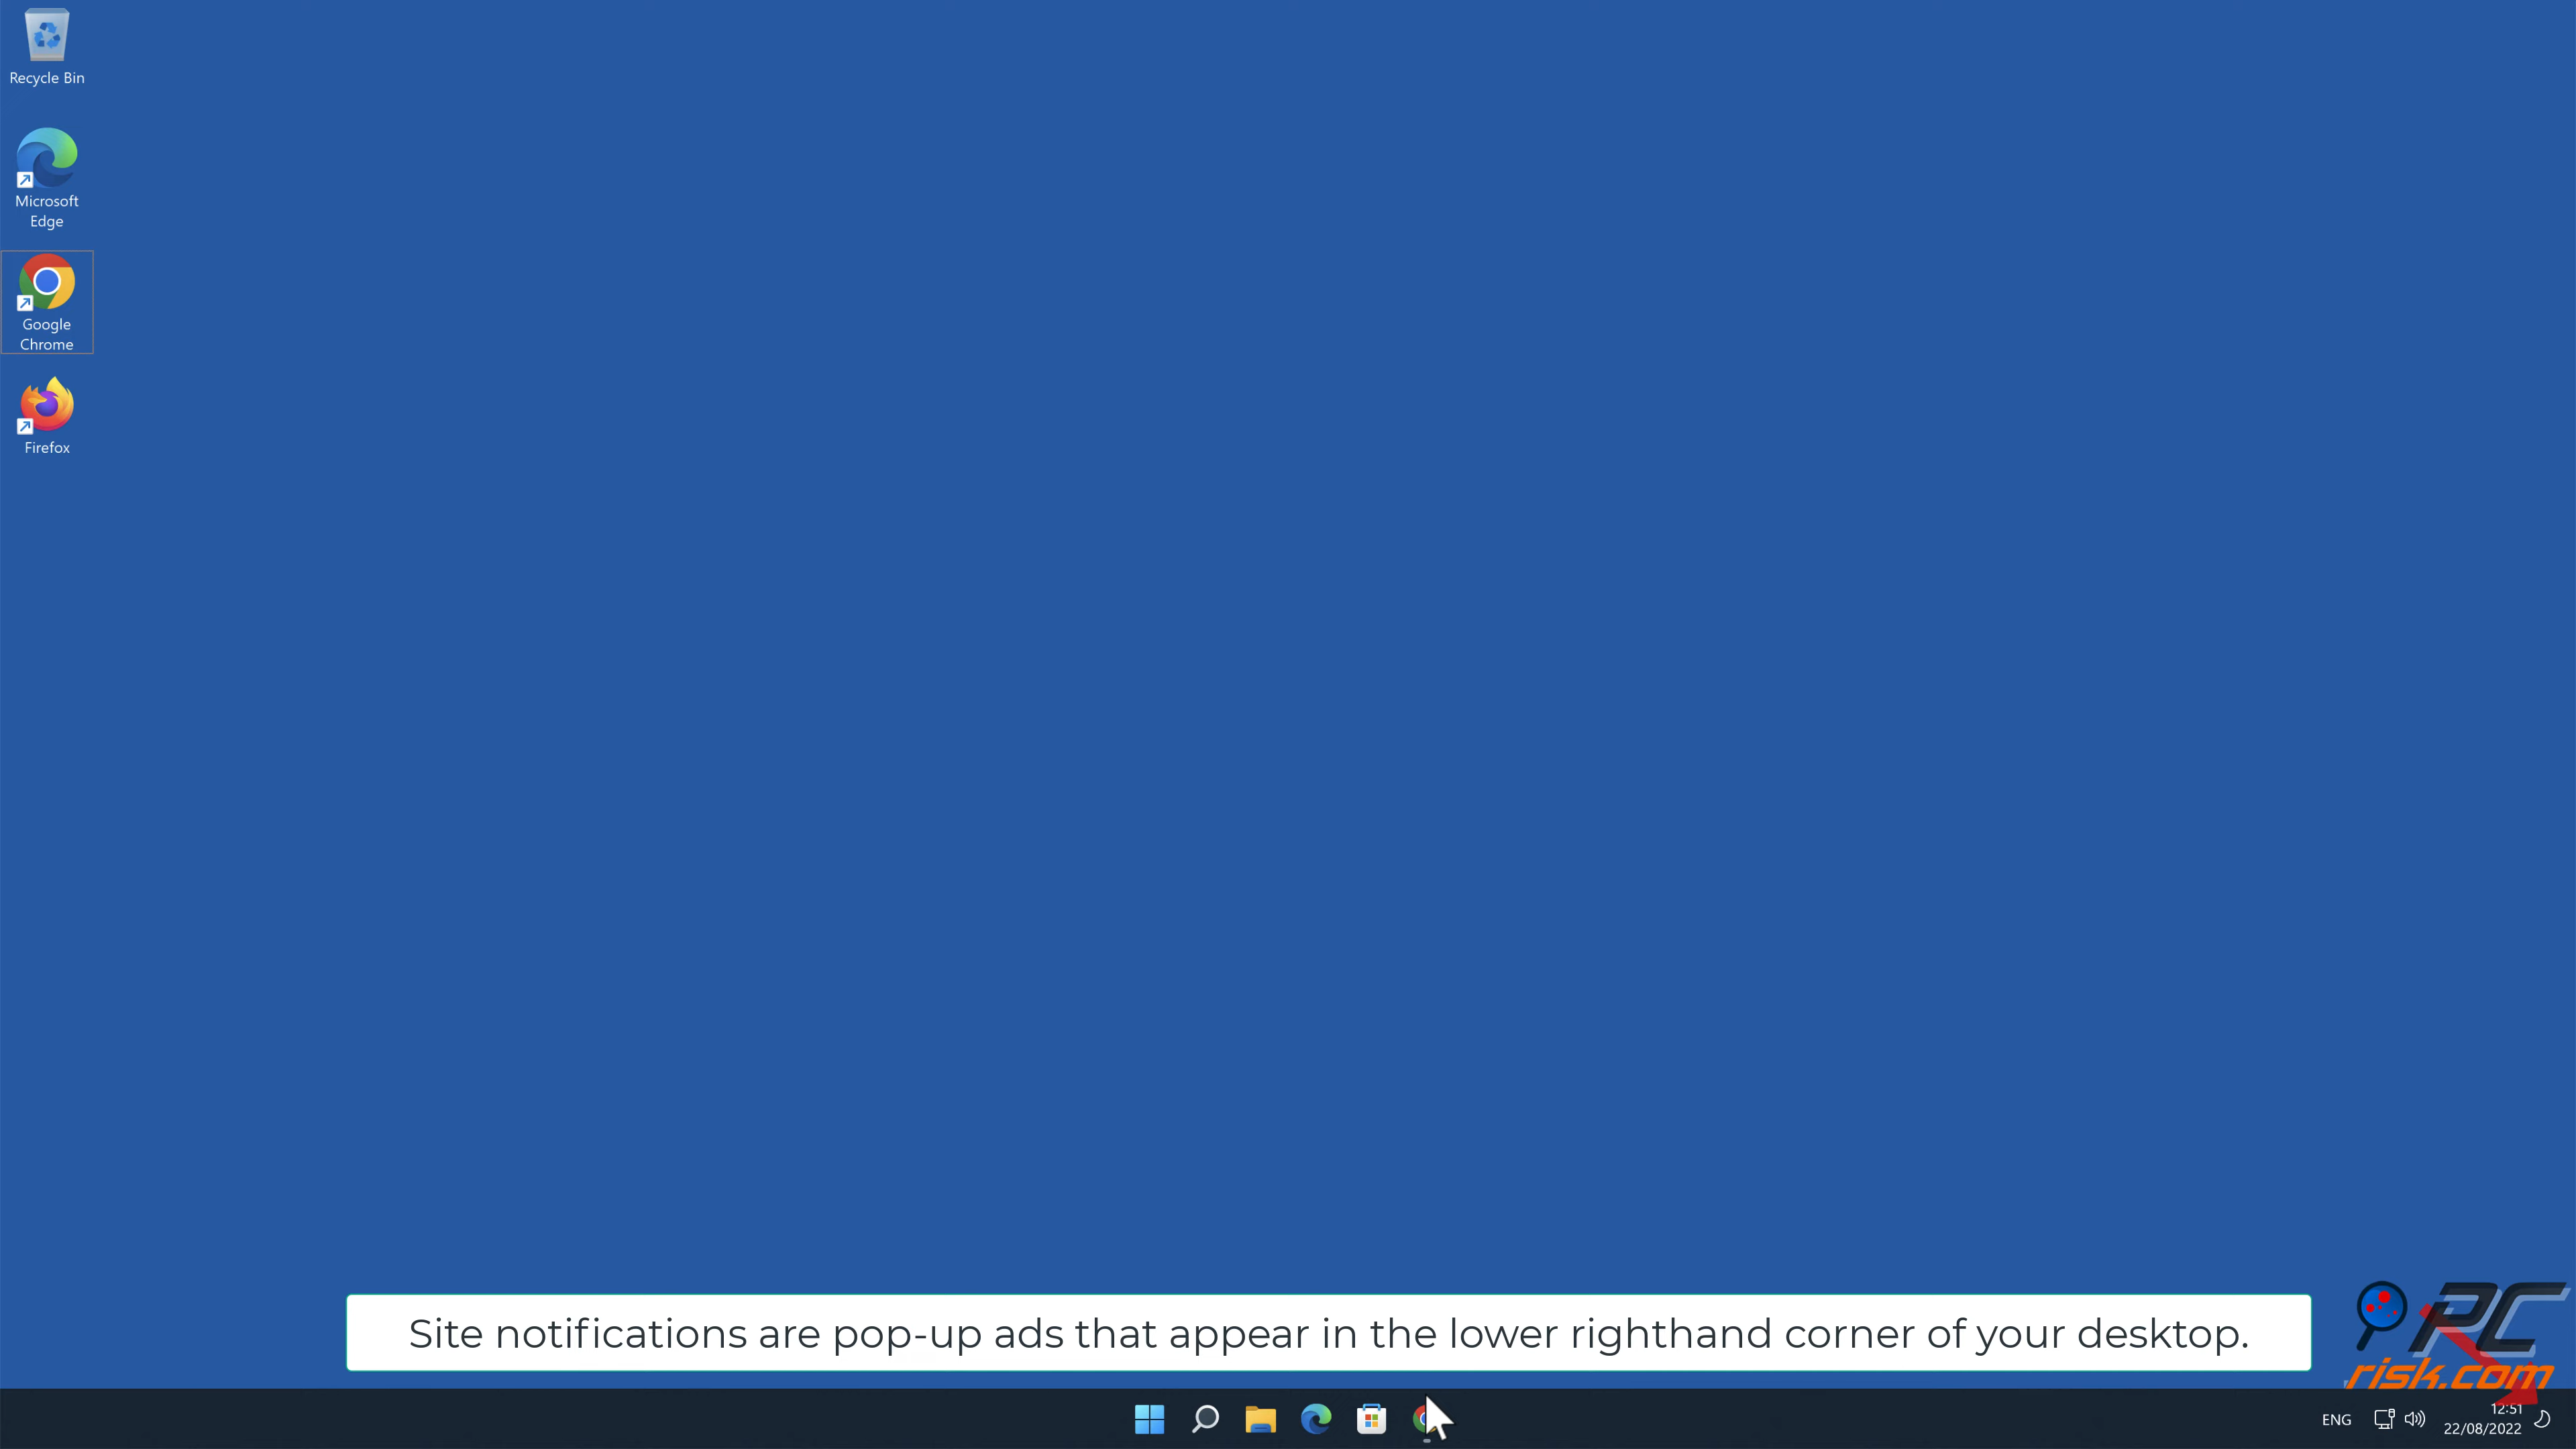 Recycle Bin
Microsoft
Edge
Google
Chrome
Firefox
Site notifications are pop-up ads that appear in the lower righthand corner of your desktop.
PC
risk.com
ENG
12:51
22/08/2022